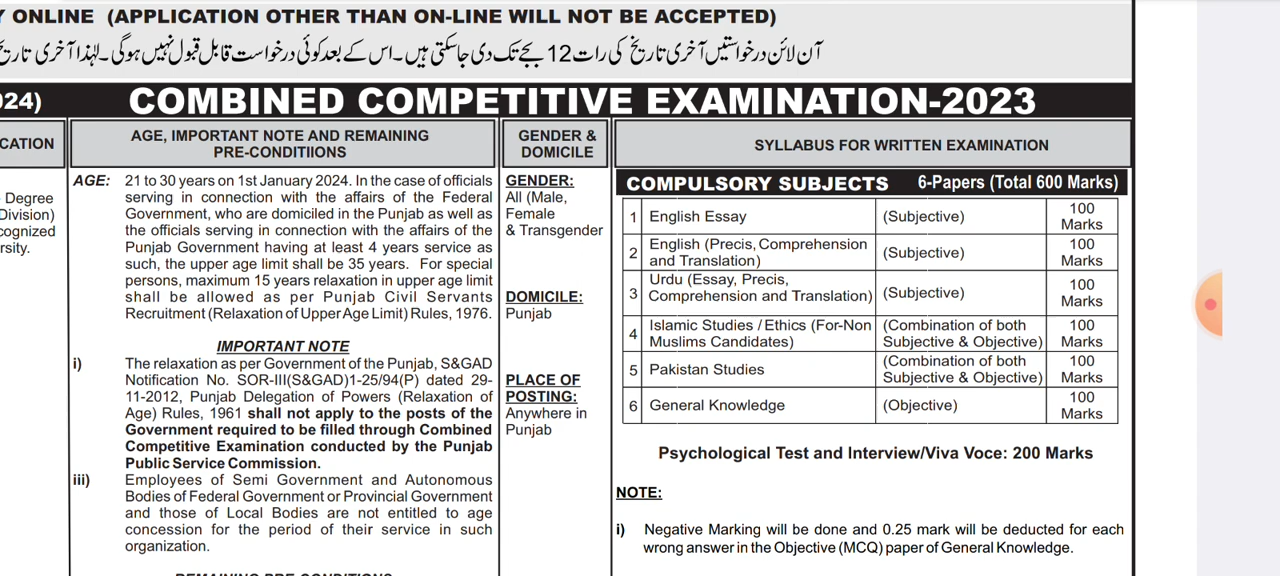 Y ONLINE (APPLICATION OTHER THAN ON-LINE WILL NOT BE ACCEPTED)
آن لائن درخواستیں آخری تاریخ کی رات 12 بجے تک دی جاسکتی ہیں۔ اس کے بعد کوئی درخواست قابل قبول نہیں ہوگی۔ لہٰذا آخری تاریخ
024) COMBINED COMPETITIVE EXAMINATION-2023
CATION
Degree
Division)
cognized
rsity.
AGE, IMPORTANT NOTE AND REMAINING
PRE-CONDITIIONS
AGE: 21 to 30 years on 1st January 2024. In the case of officials
serving in connection with the affairs of the Federal
Government, who are domiciled in the Punjab as well as
the officials serving in connection with the affairs of the
Punjab Government having at least 4 years service as
such, the upper age limit shall be 35 years. For special
persons, maximum 15 years relaxation in upper age limit
shall be allowed as per Punjab Civil Servants
Recruitment (Relaxation of Upper Age Limit) Rules, 1976.
IMPORTANT NOTE
i) The relaxation as per Government of the Punjab, S&GAD
Notification No. SOR-III(S&GAD)1-25/94(P) dated 29-
11-2012, Punjab Delegation of Powers (Relaxation of
Age) Rules, 1961 shall not apply to the posts of the
Government required to be filled through Combined
Competitive Examination conducted by the Punjab
Public Service Commission.
iii) Employees of Semi Government and Autonomous
Bodies of Federal Government or Provincial Government
and those of Local Bodies are not entitled to age
concession for the period of their service in such
organization.
REMAINING PRE-CONDITIONS
GENDER &
DOMICILE
GENDER:
All (Male,
Female
& Transgender
DOMICILE:
Punjab
PLACE OF
POSTING:
Anywhere in
Punjab
SYLLABUS FOR WRITTEN EXAMINATION
COMPULSORY SUBJECTS 6-Papers (Total 600 Marks)
1 English Essay (Subjective) 100 Marks
2 English (Precis, Comprehension and Translation) (Subjective) 100 Marks
3 Urdu (Essay, Precis, Comprehension and Translation) (Subjective) 100 Marks
4 Islamic Studies / Ethics (For-Non Muslims Candidates) (Combination of both Subjective & Objective) 100 Marks
5 Pakistan Studies (Combination of both Subjective & Objective) 100 Marks
6 General Knowledge (Objective) 100 Marks
Psychological Test and Interview/Viva Voce: 200 Marks
NOTE:
i) Negative Marking will be done and 0.25 mark will be deducted for each
wrong answer in the Objective (MCQ) paper of General Knowledge.